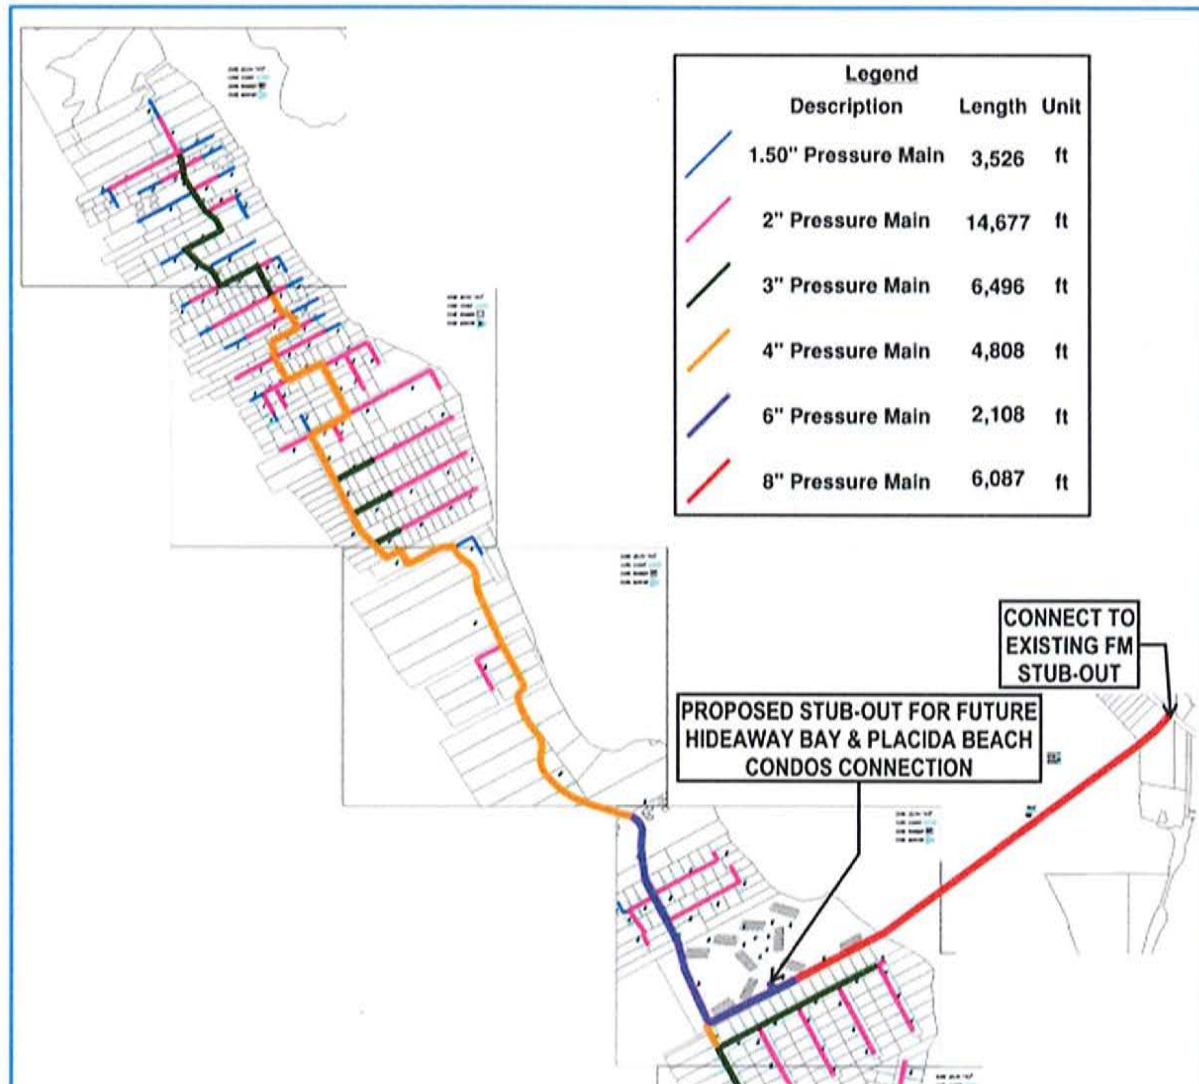 Legend
Description Length Unit
1.50" Pressure Main 3,526 ft
2" Pressure Main 14,677 ft
3" Pressure Main 6,496 ft
4" Pressure Main 4,808 ft
6" Pressure Main 2,108 ft
8" Pressure Main 6,087 ft
CONNECT TO
EXISTING FM
STUB-OUT
PROPOSED STUB-OUT FOR FUTURE
HIDEAWAY BAY & PLACIDA BEACH
CONDOS CONNECTION